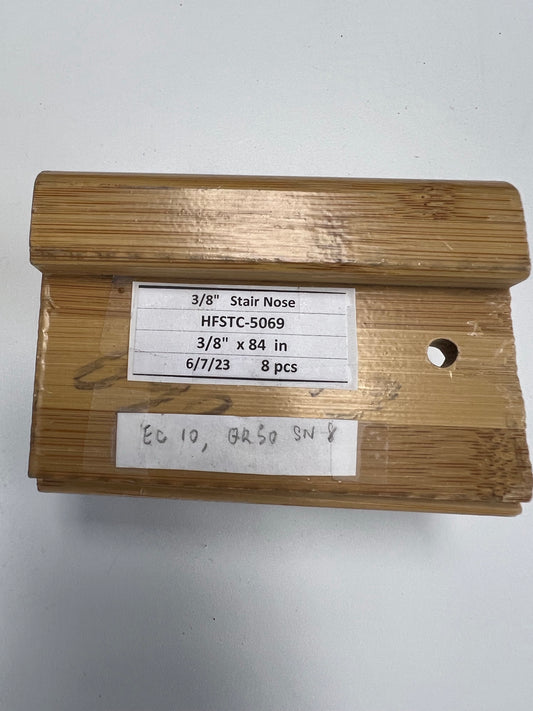 3/8" Stair Nose
HFSTC-5069
3/8" x 84 in
6/7/23 8 pcs
EC 10, QR50 SN 8